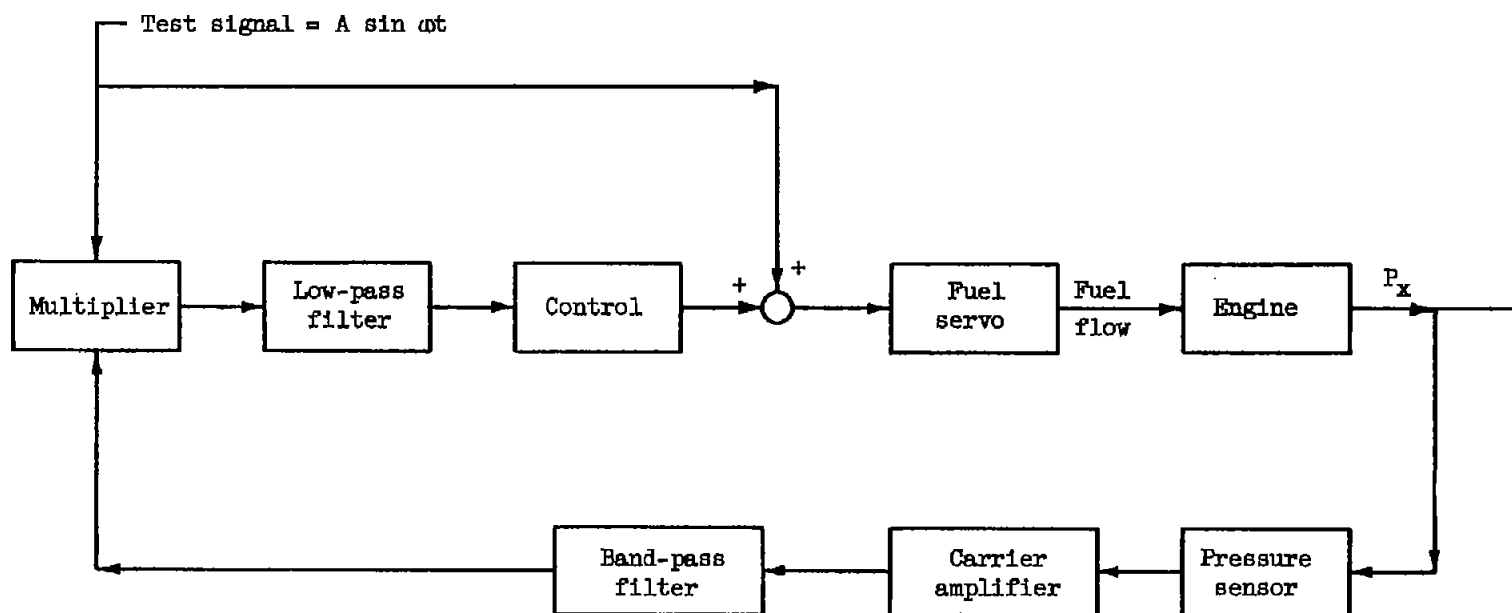 Test signal = A sin ωt
+
+
Multiplier
Low-pass
filter
Control
Fuel
servo
Fuel
flow
Engine
Px
Band-pass
filter
Carrier
amplifier
Pressure
sensor